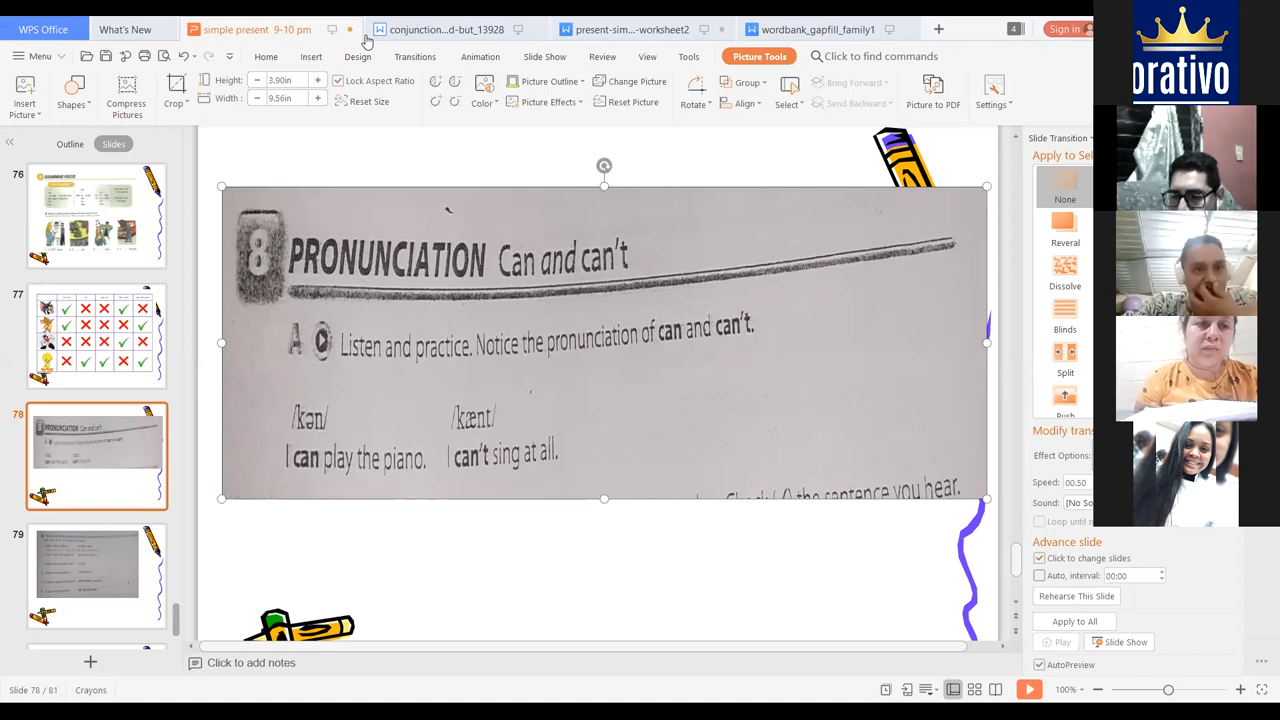 WPS Office
What's New
simple present 9-10 pm
conjunction...d-but_13928
present-sim...-worksheet2
wordbank_gapfill_family1
4
Sign in
orativo
Menu
Home
Insert
Design
Transitions
Animation
Slide Show
Review
View
Tools
Picture Tools
Click to find commands
Insert Picture
Shapes
Compress Pictures
Crop
Height: 3.90in
Width : 9.56in
Lock Aspect Ratio
Reset Size
Color
Picture Outline
Picture Effects
Change Picture
Reset Picture
Rotate
Group
Align
Select
Bring Forward
Send Backward
Picture to PDF
Settings
Outline
Slides
76
77
78
79
8 PRONUNCIATION Can and can't
A Listen and practice. Notice the pronunciation of can and can't.
/kən/ /kænt/
I can play the piano. I can't sing at all.
the sentence you hear.
Slide Transition
Apply to Sel
None
Reveral
Dissolve
Blinds
Split
Push
Modify tran
Effect Options:
Speed: 00.50
Sound: [No So
Loop until n
Advance slide
Click to change slides
Auto, interval: 00:00
Rehearse This Slide
Apply to All
Play
Slide Show
AutoPreview
Click to add notes
Slide 78 / 81
Crayons
100%